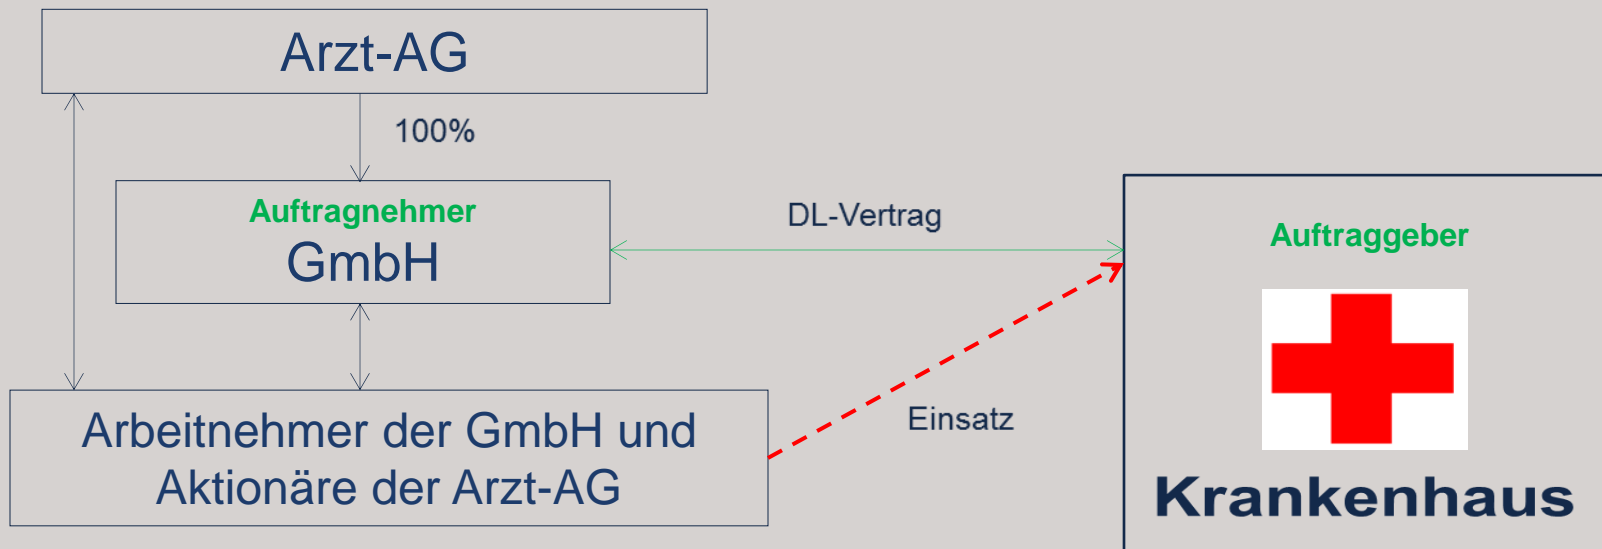 Arzt-AG
100%
Auftragnehmer
GmbH
DL-Vertrag
Auftraggeber
Arbeitnehmer der GmbH und
Aktionäre der Arzt-AG
Einsatz
Krankenhaus